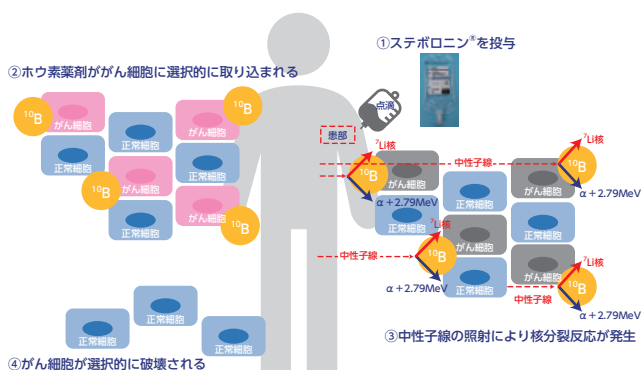 ①ステボロニン®を投与
②ホウ素薬剤ががん細胞に選択的に取り込まれる
点滴
患部
¹⁰B
がん細胞
¹⁰B
がん細胞
正常細胞
正常細胞
正常細胞
がん細胞
¹⁰B
正常細胞
がん細胞
¹⁰B
⁷Li核
中性子線
⁷Li核
¹⁰B
がん細胞
がん細胞
¹⁰B
α+2.79MeV
正常細胞
α+2.79MeV
正常細胞
正常細胞
⁷Li核
がん細胞
中性子線
¹⁰B
がん細胞
⁷Li核
α+2.79MeV
正常細胞
中性子線
¹⁰B
α+2.79MeV
③中性子線の照射により核分裂反応が発生
正常細胞
正常細胞
正常細胞
④がん細胞が選択的に破壊される